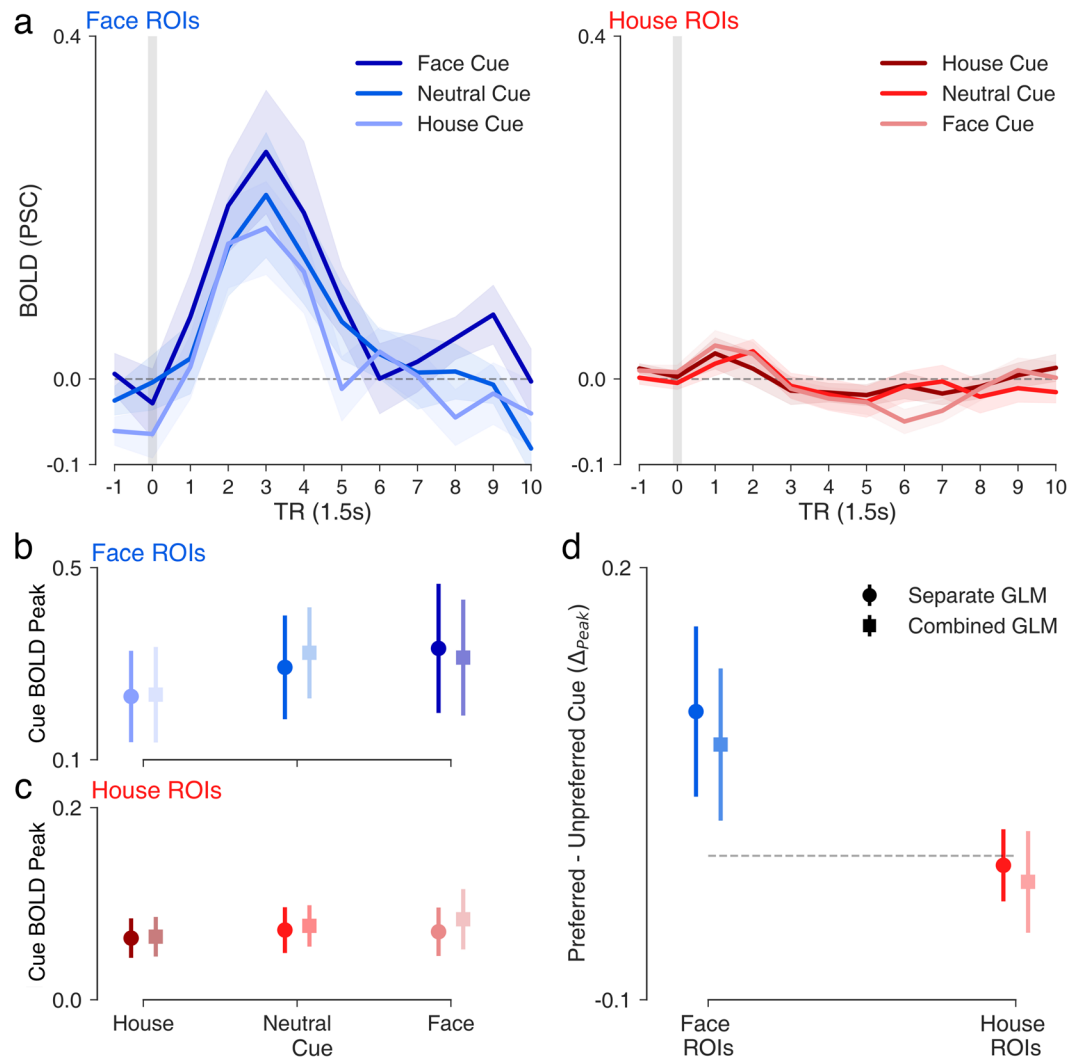 a
Face ROIs
House ROIs
0.4
0.0
-0.1
BOLD (PSC)
Face Cue
Neutral Cue
House Cue
-1 0 1 2 3 4 5 6 7 8 9 10
TR (1.5s)
0.4
0.0
-0.1
House Cue
Neutral Cue
Face Cue
-1 0 1 2 3 4 5 6 7 8 9 10
TR (1.5s)
b
Face ROIs
0.5
0.1
Cue BOLD Peak
c
House ROIs
0.2
0.0
Cue BOLD Peak
House Neutral Face
Cue
d
0.2
-0.1
Preferred - Unpreferred Cue (Δ_Peak)
Separate GLM
Combined GLM
Face
ROIs
House
ROIs